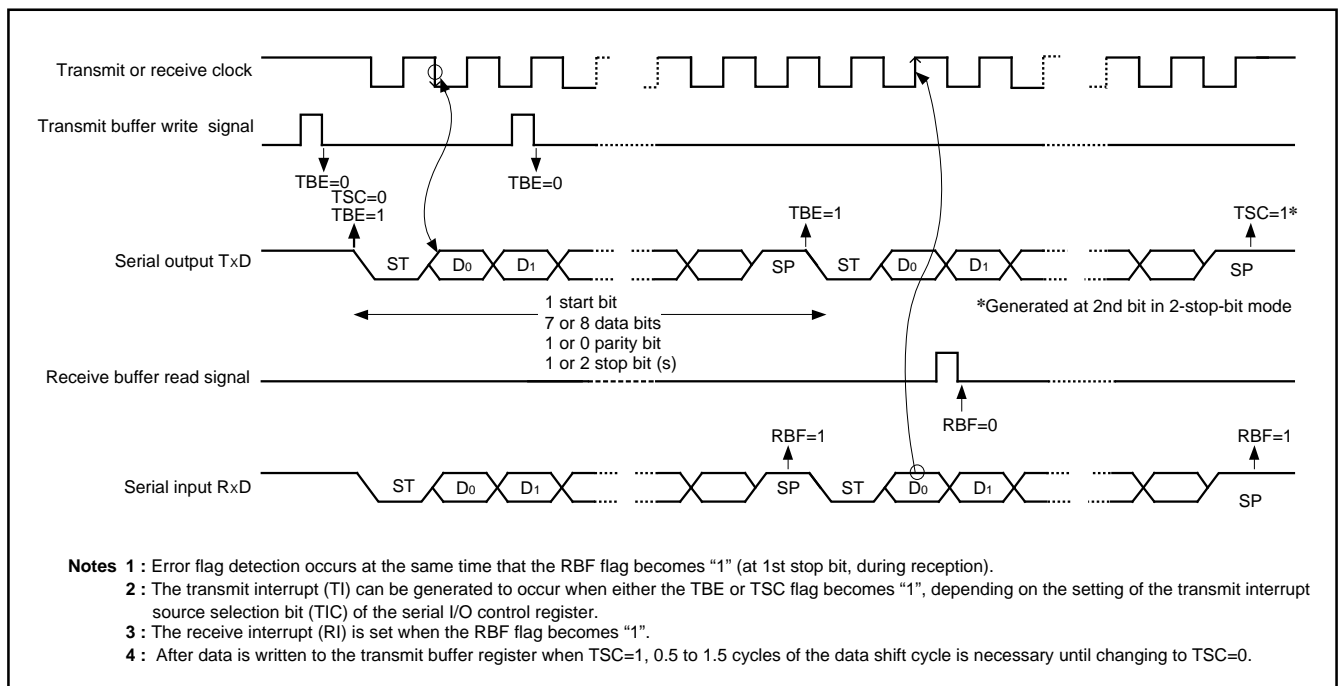 Transmit or receive clock
Transmit buffer write signal
TBE=0
TSC=0
TBE=1
TBE=0
TBE=1
TSC=1*
Serial output TxD
ST
D0
D1
SP
ST
D0
D1
SP
1 start bit
7 or 8 data bits
1 or 0 parity bit
1 or 2 stop bit (s)
*Generated at 2nd bit in 2-stop-bit mode
Receive buffer read signal
RBF=0
RBF=1
RBF=1
Serial input RxD
ST
D0
D1
SP
ST
D0
D1
SP
Notes 1 : Error flag detection occurs at the same time that the RBF flag becomes “1” (at 1st stop bit, during reception).
2 : The transmit interrupt (TI) can be generated to occur when either the TBE or TSC flag becomes “1”, depending on the setting of the transmit interrupt
source selection bit (TIC) of the serial I/O control register.
3 : The receive interrupt (RI) is set when the RBF flag becomes “1”.
4 : After data is written to the transmit buffer register when TSC=1, 0.5 to 1.5 cycles of the data shift cycle is necessary until changing to TSC=0.